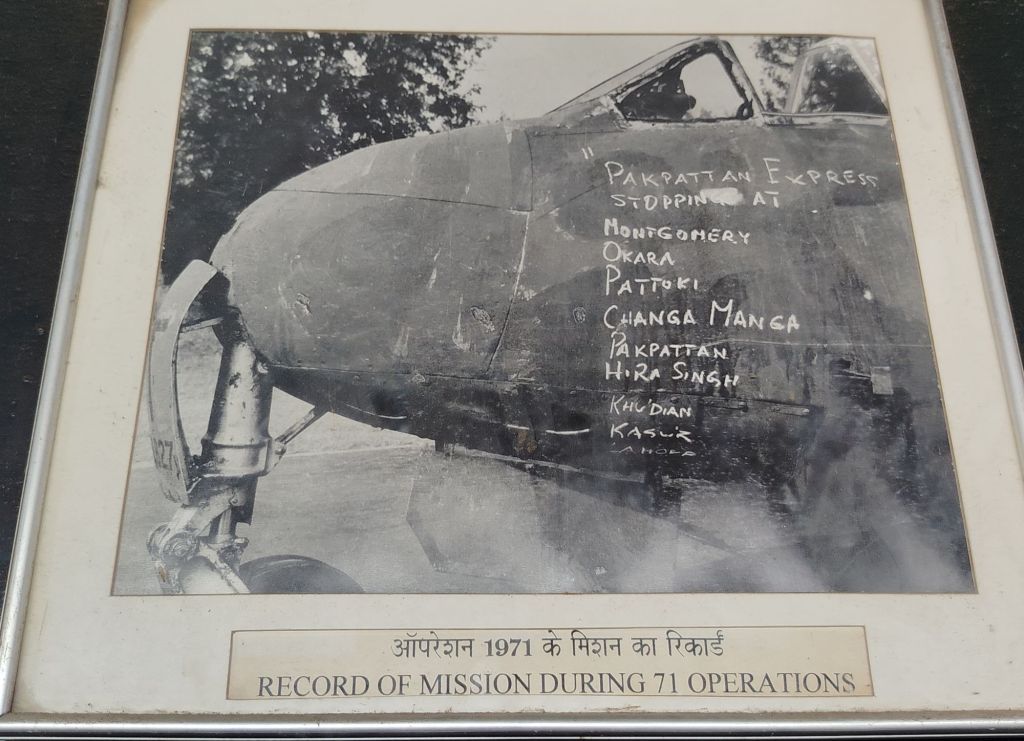 " PAKPATTAN EXPRESS
STOPPING AT
MONTGOMERY
OKARA
PATTOKI
CHANGA MANGA
PAKPATTAN
HIRA SINGH
KHUDIAN
KASUR
ऑपरेशन 1971 के मिशन का रिकार्ड
RECORD OF MISSION DURING 71 OPERATIONS